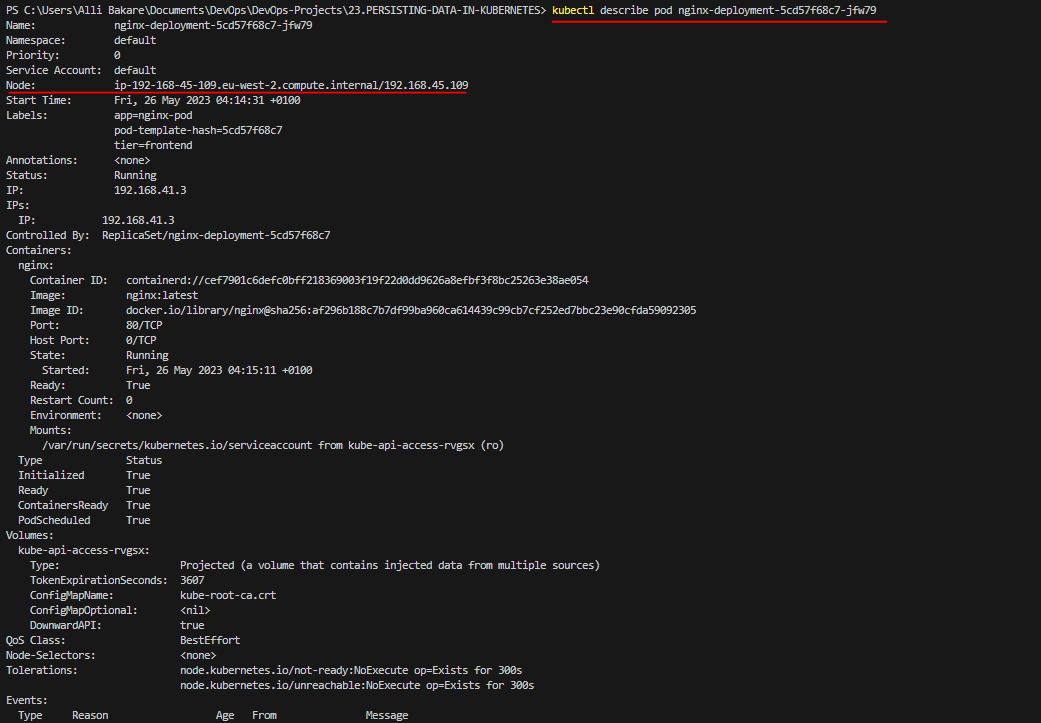 PS C:\Users\Alli Bakare\Documents\DevOps\DevOps-Projects\23.PERSISTING-DATA-IN-KUBERNETES> kubectl describe pod nginx-deployment-5cd57f68c7-jfw79
Name:             nginx-deployment-5cd57f68c7-jfw79
Namespace:        default
Priority:         0
Service Account:  default
Node:             ip-192-168-45-109.eu-west-2.compute.internal/192.168.45.109
Start Time:       Fri, 26 May 2023 04:14:31 +0100
Labels:           app=nginx-pod
                  pod-template-hash=5cd57f68c7
                  tier=frontend
Annotations:      <none>
Status:           Running
IP:               192.168.41.3
IPs:
  IP:           192.168.41.3
Controlled By:  ReplicaSet/nginx-deployment-5cd57f68c7
Containers:
  nginx:
    Container ID:   containerd://cef7901c6defc0bff218369003f19f22d0dd9626a8efbf3f8bc25263e38ae054
    Image:          nginx:latest
    Image ID:       docker.io/library/nginx@sha256:af296b188c7b7df99ba960ca614439c99cb7cf252ed7bbc23e90cfda59092305
    Port:           80/TCP
    Host Port:      0/TCP
    State:          Running
      Started:      Fri, 26 May 2023 04:15:11 +0100
    Ready:          True
    Restart Count:  0
    Environment:    <none>
    Mounts:
      /var/run/secrets/kubernetes.io/serviceaccount from kube-api-access-rvgsx (ro)
  Type              Status
  Initialized       True
  Ready             True
  ContainersReady   True
  PodScheduled      True
Volumes:
  kube-api-access-rvgsx:
    Type:                    Projected (a volume that contains injected data from multiple sources)
    TokenExpirationSeconds:  3607
    ConfigMapName:           kube-root-ca.crt
    ConfigMapOptional:       <nil>
    DownwardAPI:             true
QoS Class:                   BestEffort
Node-Selectors:              <none>
Tolerations:                 node.kubernetes.io/not-ready:NoExecute op=Exists for 300s
                             node.kubernetes.io/unreachable:NoExecute op=Exists for 300s
Events:
  Type     Reason                  Age   From               Message